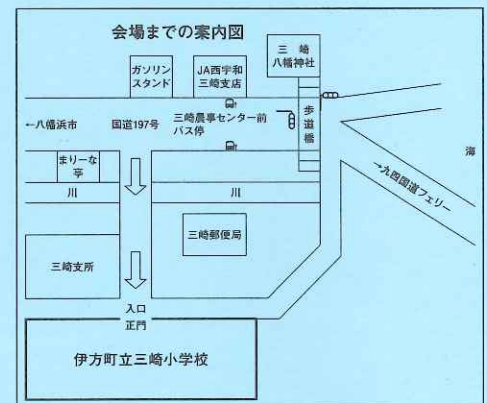 会場までの案内図
三崎
八幡神社
ガソリン
スタンド
JA西宇和
三崎支店
←八幡浜市
国道197号
三崎農事センター前
バス停
歩道橋
海
→九四国道フェリー
まりーな
亭
川
川
三崎支所
三崎郵便局
入口
正門
伊方町立三崎小学校